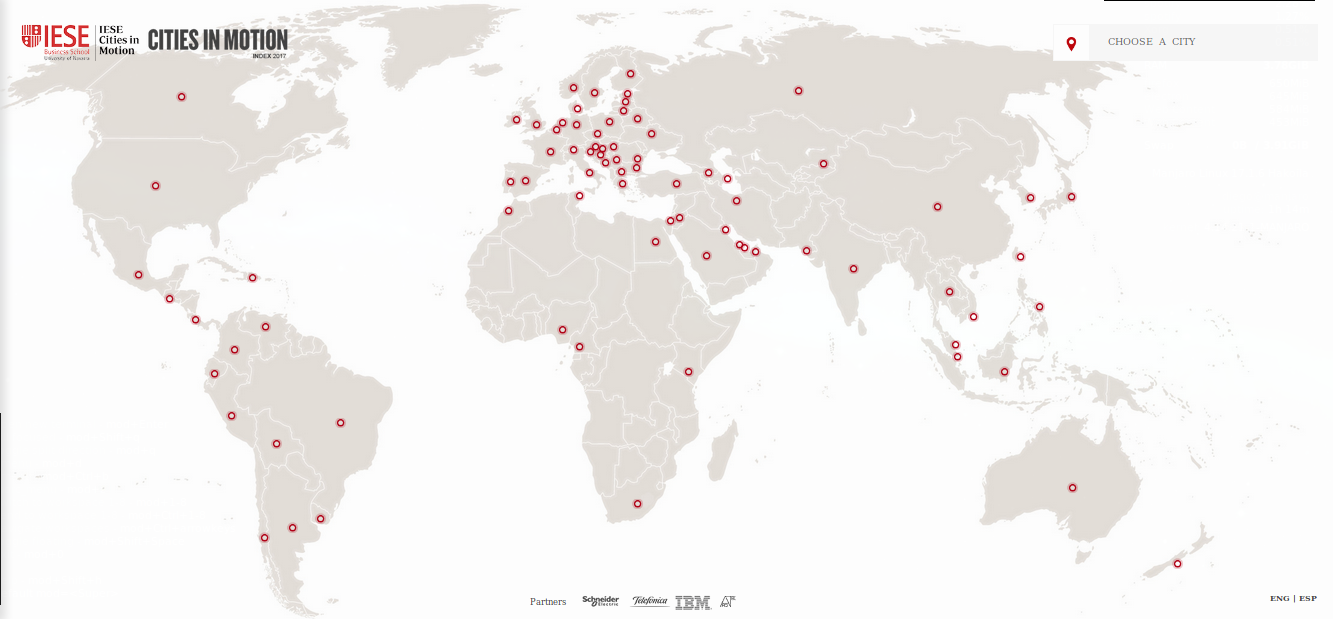 IESE
Business School
University of Navarra
IESE
Cities in
Motion
CITIES IN MOTION
INDEX 2017
CHOOSE A CITY
Partners
Schneider
Electric
Telefónica
IBM
ENG | ESP